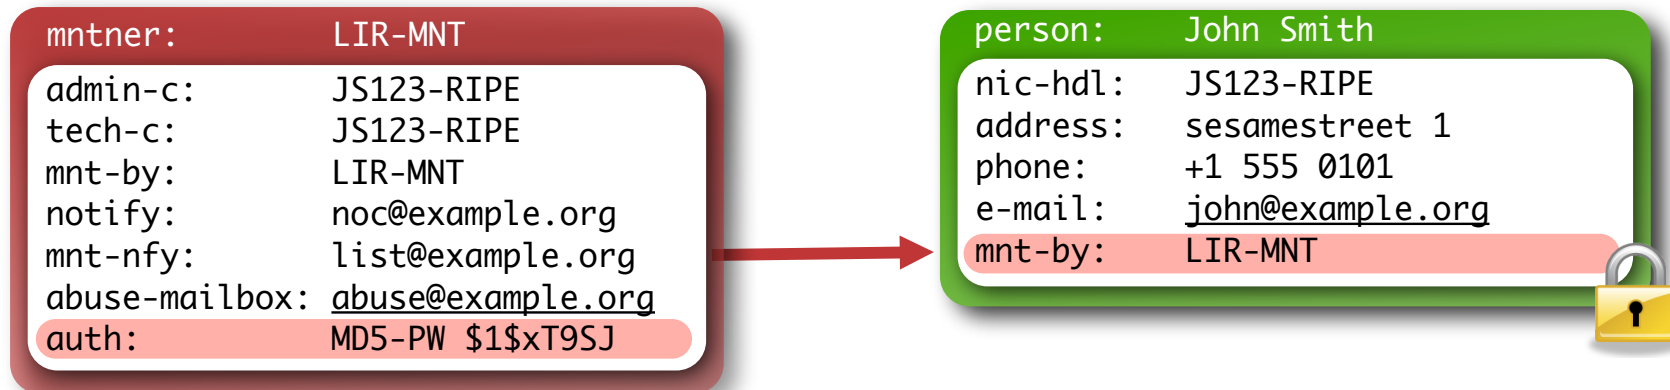 mntner: LIR-MNT
admin-c: JS123-RIPE
tech-c: JS123-RIPE
mnt-by: LIR-MNT
notify: noc@example.org
mnt-nfy: list@example.org
abuse-mailbox: abuse@example.org
auth: MD5-PW $1$xT9SJ
person: John Smith
nic-hdl: JS123-RIPE
address: sesamestreet 1
phone: +1 555 0101
e-mail: john@example.org
mnt-by: LIR-MNT